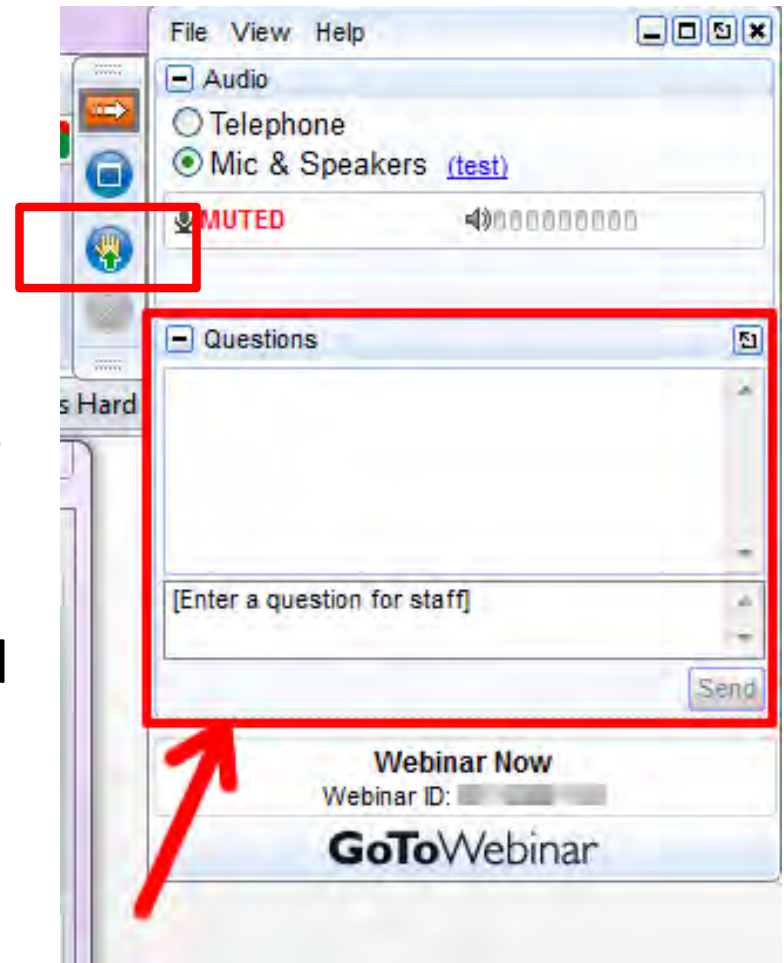 File View Help
Audio
Telephone
Mic & Speakers (test)
MUTED
Questions
s Hard
[Enter a question for staff]
Send
Webinar Now
Webinar ID:
GoToWebinar